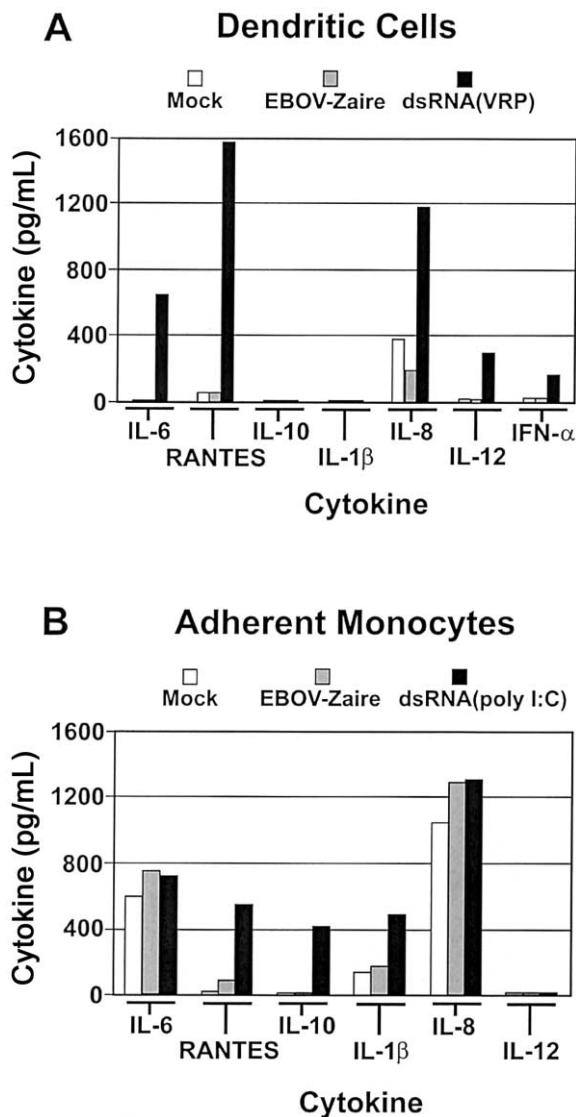 A Dendritic Cells
Mock EBOV-Zaire dsRNA(VRP)
Cytokine (pg/mL)
1600
1200
800
400
0
IL-6 IL-10 IL-8 IFN-α
RANTES IL-1β IL-12
Cytokine
B Adherent Monocytes
Mock EBOV-Zaire dsRNA(poly I:C)
Cytokine (pg/mL)
1600
1200
800
400
0
IL-6 IL-10 IL-8
RANTES IL-1β IL-12
Cytokine